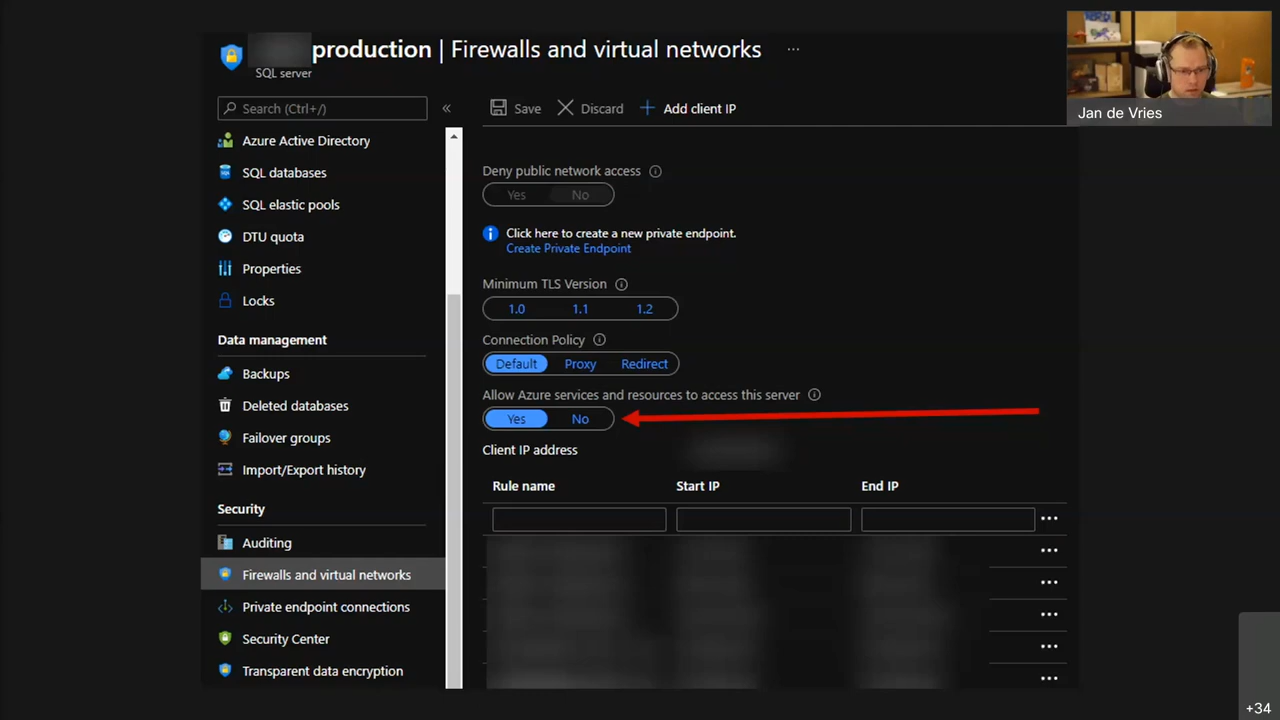 production | Firewalls and virtual networks ...
SQL server
Search (Ctrl+/)
«
Azure Active Directory
SQL databases
SQL elastic pools
DTU quota
Properties
Locks
Data management
Backups
Deleted databases
Failover groups
Import/Export history
Security
Auditing
Firewalls and virtual networks
Private endpoint connections
Security Center
Transparent data encryption
Save Discard Add client IP
Deny public network access
Yes No
Click here to create a new private endpoint.
Create Private Endpoint
Minimum TLS Version
1.0 1.1 1.2
Connection Policy
Default Proxy Redirect
Allow Azure services and resources to access this server
Yes No
Client IP address
Rule name Start IP End IP
Jan de Vries
+34